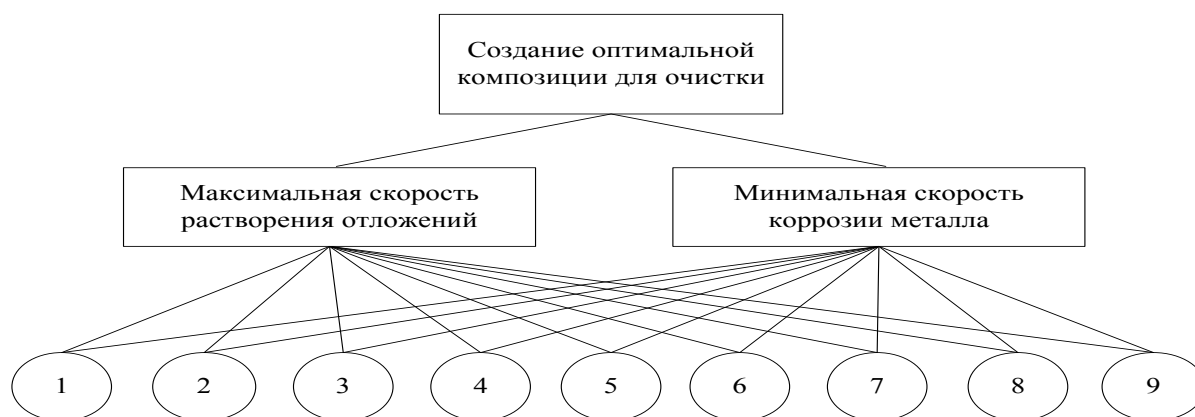 Создание оптимальной
композиции для очистки
Максимальная скорость
растворения отложений
Минимальная скорость
коррозии металла
1 2 3 4 5 6 7 8 9